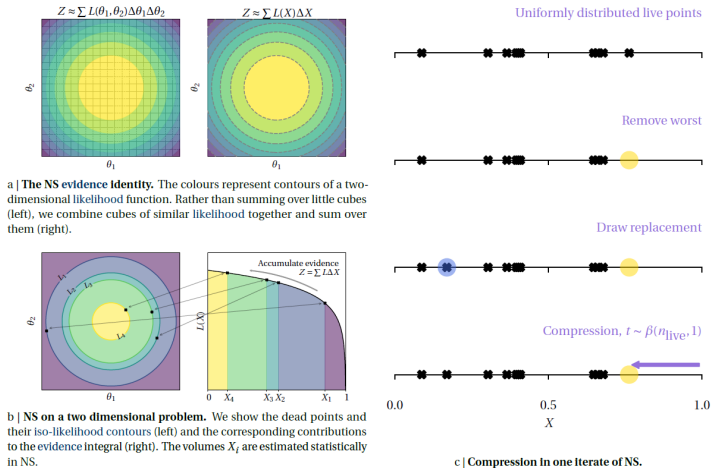 Z ≈ ∑ L(θ₁,θ₂)Δθ₁Δθ₂
Z ≈ ∑ L(X)ΔX
θ₂
θ₁
θ₂
θ₁
a | The NS evidence identity. The colours represent contours of a two-
dimensional likelihood function. Rather than summing over little cubes
(left), we combine cubes of similar likelihood together and sum over
them (right).
L₁
L₂
L₃
L₄
θ₂
θ₁
Accumulate evidence
Z = ∑ LΔX
L(X)
0 X₄ X₃ X₂ X₁ 1
b | NS on a two dimensional problem. We show the dead points and
their iso-likelihood contours (left) and the corresponding contributions
to the evidence integral (right). The volumes Xᵢ are estimated statistically
in NS.
Uniformly distributed live points
Remove worst
Draw replacement
Compression, t ~ β(n_live, 1)
0.0 0.5 1.0
X
c | Compression in one iterate of NS.